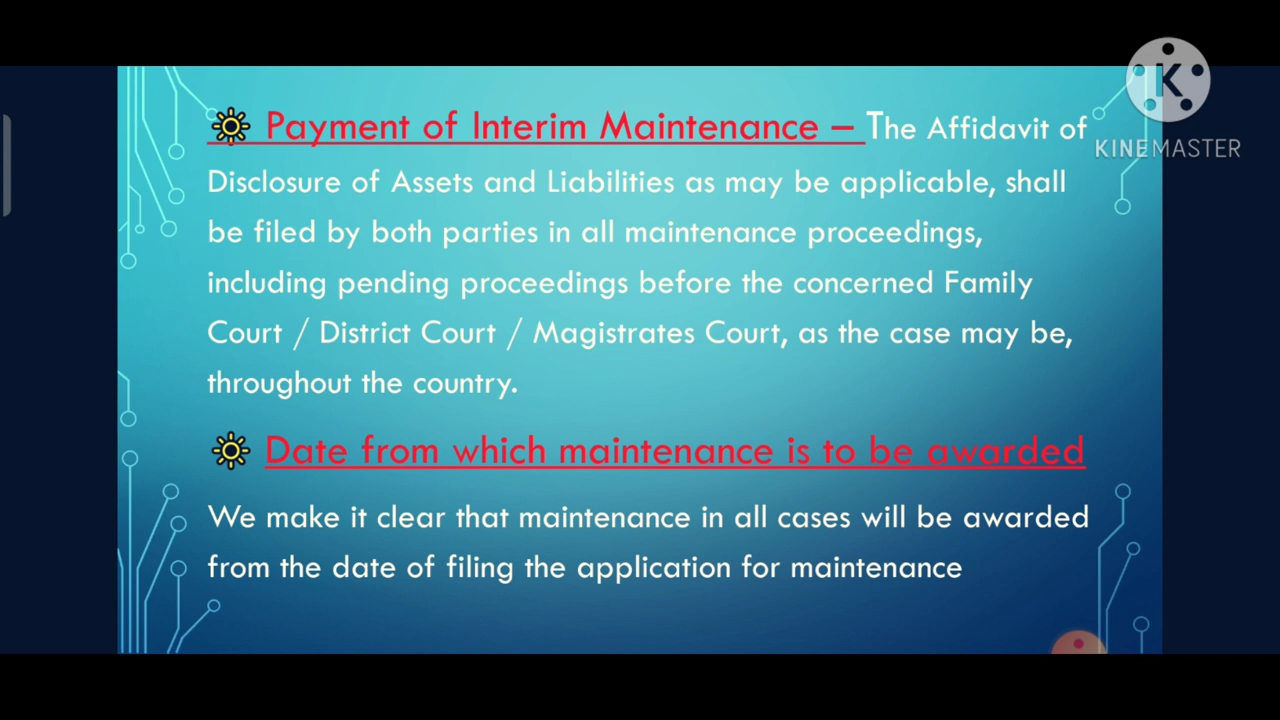 Payment of Interim Maintenance – The Affidavit of
Disclosure of Assets and Liabilities as may be applicable, shall
be filed by both parties in all maintenance proceedings,
including pending proceedings before the concerned Family
Court / District Court / Magistrates Court, as the case may be,
throughout the country.
Date from which maintenance is to be awarded
We make it clear that maintenance in all cases will be awarded
from the date of filing the application for maintenance
K
KINEMASTER